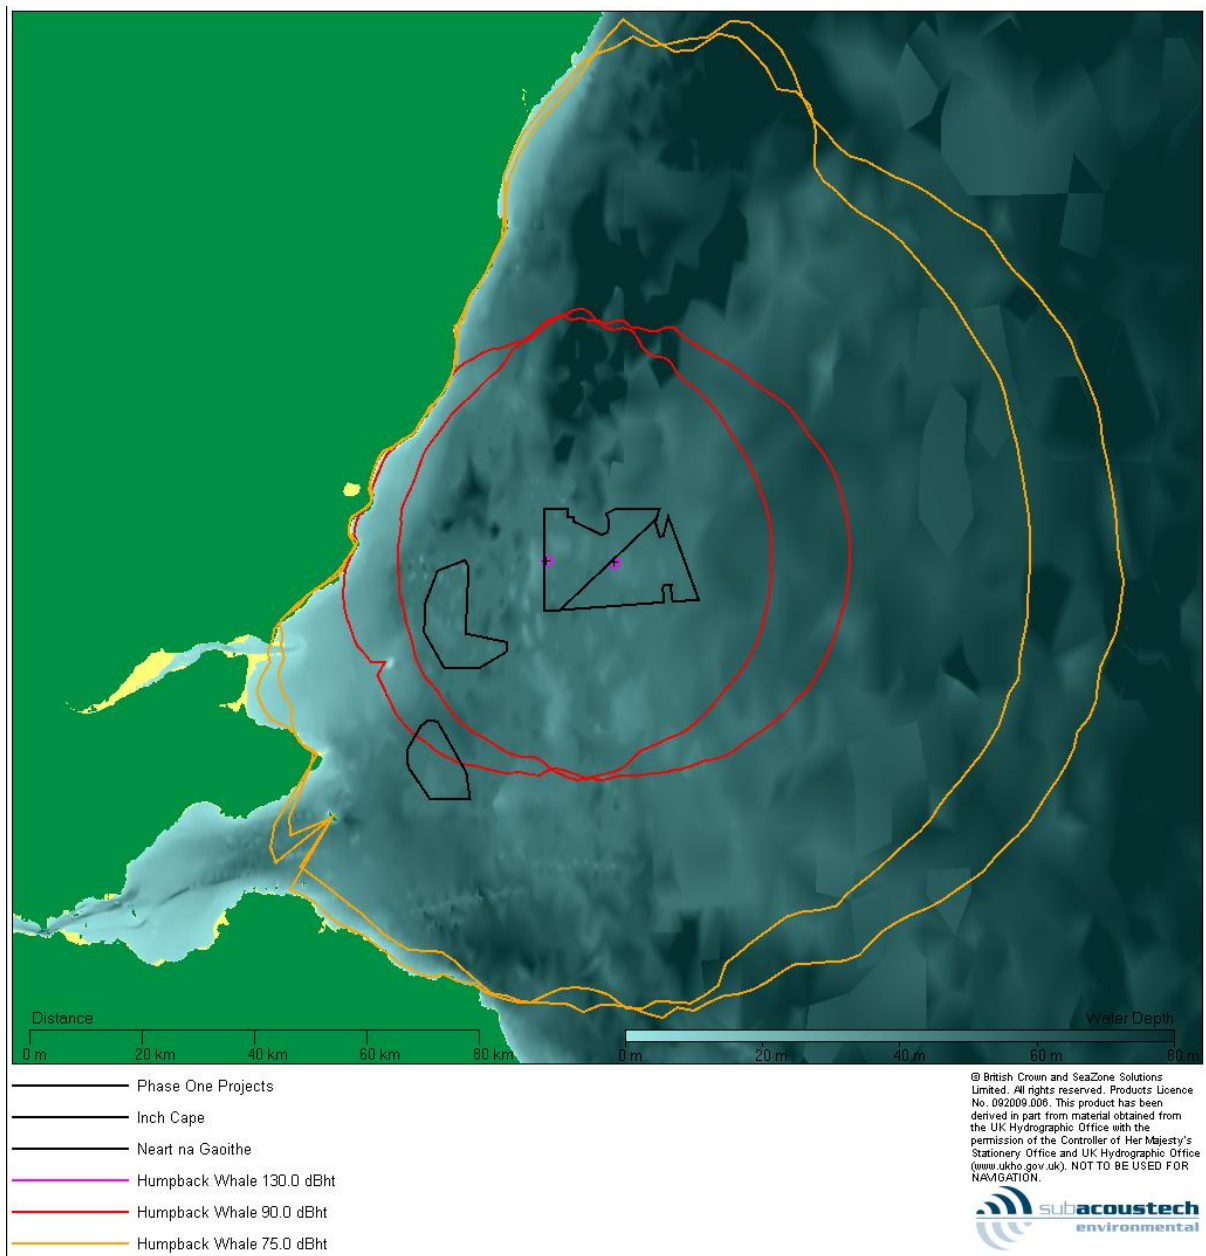 Distance
0 m 20 km 40 km 60 km 80 km
Water Depth
0 m 20 m 40 m 60 m 80 m
Phase One Projects
Inch Cape
Neart na Gaoithe
Humpback Whale 130.0 dBht
Humpback Whale 90.0 dBht
Humpback Whale 75.0 dBht
© British Crown and SeaZone Solutions
Limited. All rights reserved. Products Licence
No. 092009.006. This product has been
derived in part from material obtained from
the UK Hydrographic Office with the
permission of the Controller of Her Majesty's
Stationery Office and UK Hydrographic Office
(www.ukho.gov.uk). NOT TO BE USED FOR
NAVIGATION.
subacoustech
environmental